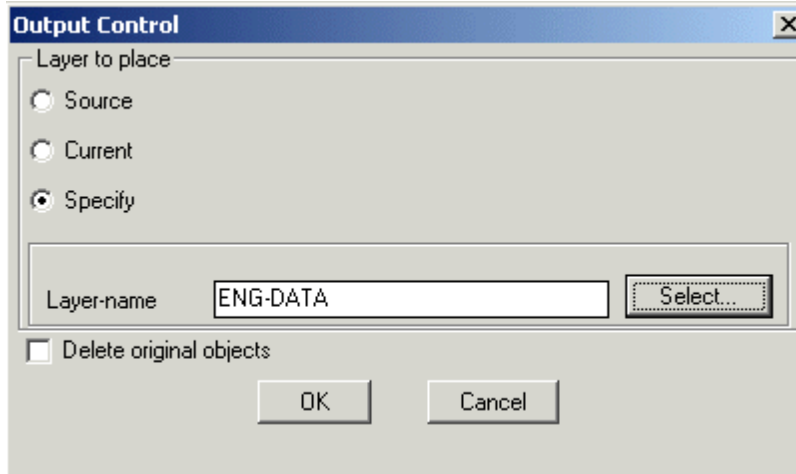 Output Control
Layer to place
Source
Current
Specify
Layer-name ENG-DATA Select...
Delete original objects
OK Cancel